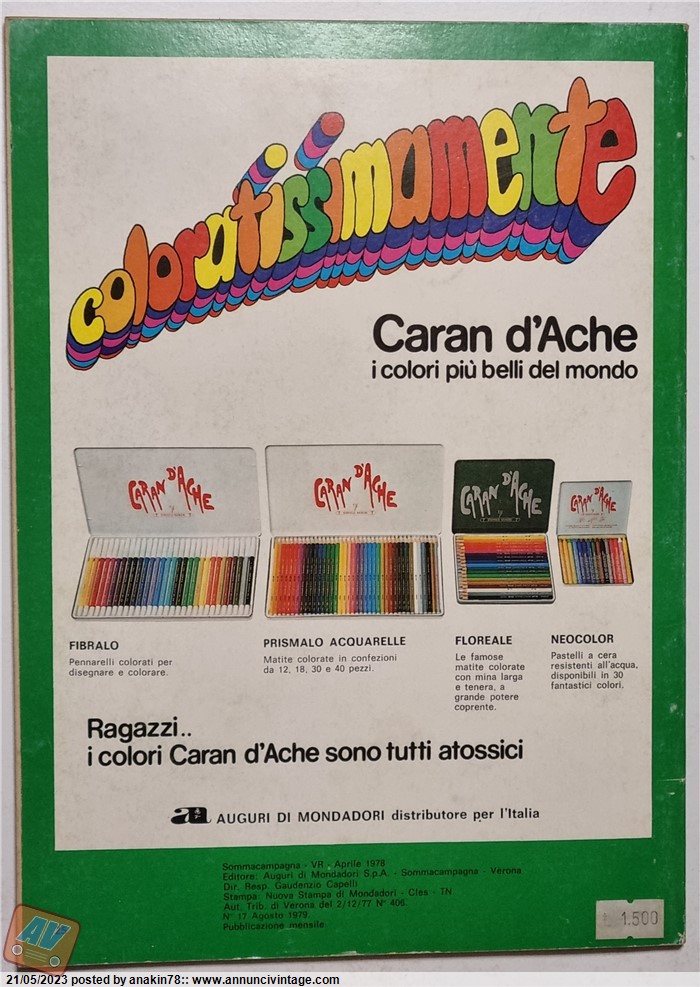 coloratissimamente
Caran d'Ache
i colori più belli del mondo
CARAN D'ACHE
CARAN D'ACHE
CARAN D'ACHE
CARAN D'ACHE
FIBRALO
Pennarelli colorati per
disegnare e colorare.
PRISMALO ACQUARELLE
Matite colorate in confezioni
da 12, 18, 30 e 40 pezzi.
FLOREALE
Le famose
matite colorate
con mina larga
e tenera, a
grande potere
coprente.
NEOCOLOR
Pastelli a cera
resistenti all'acqua,
disponibili in 30
fantastici colori.
Ragazzi..
i colori Caran d'Ache sono tutti atossici
AUGURI DI MONDADORI distributore per l'Italia
Sommacampagna - VR - Aprile 1978
Editore: Auguri di Mondadori S.p.A. - Sommacampagna - Verona
Dir. Resp. Gaudenzio Capelli
Stampa: Nuova Stampa di Mondadori - Cles - TN
Aut. Trib. di Verona del 2/12/77 N° 406.
N° 17 Agosto 1979.
Pubblicazione mensile
1.500
AV
21/05/2023 posted by anakin78:: www.annuncivintage.com